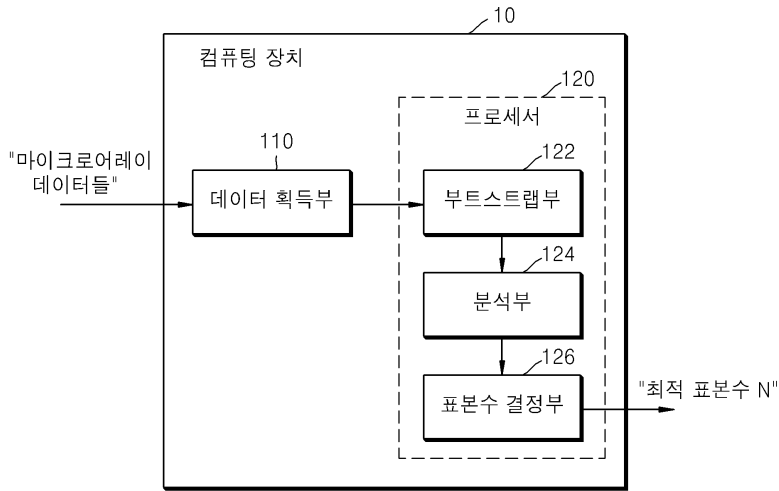 10
컴퓨팅 장치
120
프로세서
"마이크로어레이
데이터들"
110
데이터 획득부
122
부트스트랩부
124
분석부
126
표본수 결정부
"최적 표본수 N"